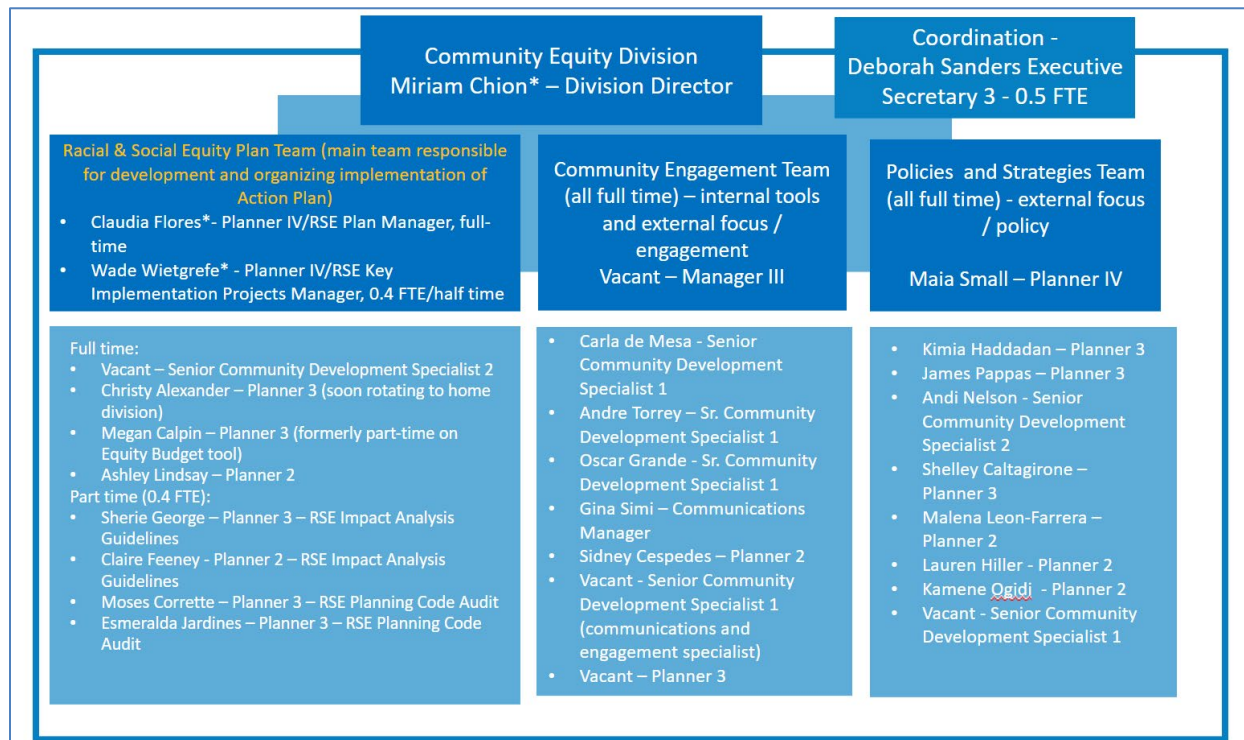 Community Equity Division
Miriam Chion* – Division Director
Coordination -
Deborah Sanders Executive
Secretary 3 - 0.5 FTE
Racial & Social Equity Plan Team (main team responsible
for development and organizing implementation of
Action Plan)
• Claudia Flores*- Planner IV/RSE Plan Manager, full-
time
• Wade Wietgrefe* - Planner IV/RSE Key
Implementation Projects Manager, 0.4 FTE/half time
Community Engagement Team
(all full time) – internal tools
and external focus /
engagement
Vacant – Manager III
Policies and Strategies Team
(all full time) - external focus
/ policy
Maia Small – Planner IV
Full time:
• Vacant – Senior Community Development Specialist 2
• Christy Alexander – Planner 3 (soon rotating to home
division)
• Megan Calpin – Planner 3 (formerly part-time on
Equity Budget tool)
• Ashley Lindsay – Planner 2
Part time (0.4 FTE):
• Sherie George – Planner 3 – RSE Impact Analysis
Guidelines
• Claire Feeney - Planner 2 – RSE Impact Analysis
Guidelines
• Moses Corrette – Planner 3 – RSE Planning Code Audit
• Esmeralda Jardines – Planner 3 – RSE Planning Code
Audit
• Carla de Mesa - Senior
Community Development
Specialist 1
• Andre Torrey – Sr. Community
Development Specialist 1
• Oscar Grande - Sr. Community
Development Specialist 1
• Gina Simi – Communications
Manager
• Sidney Cespedes – Planner 2
• Vacant - Senior Community
Development Specialist 1
(communications and
engagement specialist)
• Vacant – Planner 3
• Kimia Haddadan – Planner 3
• James Pappas – Planner 3
• Andi Nelson - Senior
Community Development
Specialist 2
• Shelley Caltagirone –
Planner 3
• Malena Leon-Farrera –
Planner 2
• Lauren Hiller - Planner 2
• Kamene Ogidi - Planner 2
• Vacant - Senior Community
Development Specialist 1